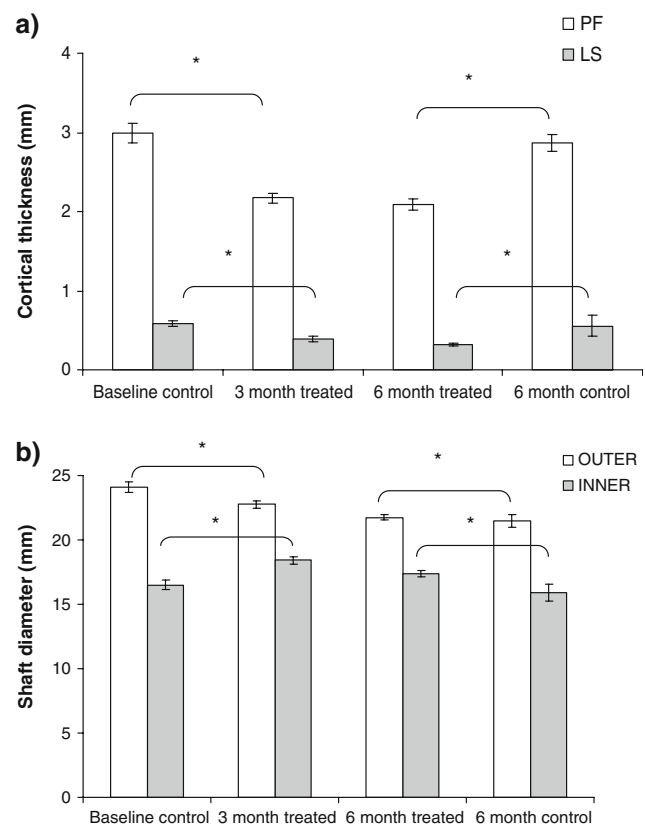 a)
PF
LS
Cortical thickness (mm)
4
3
2
1
0
*
*
*
*
Baseline control 3 month treated 6 month treated 6 month control
b)
OUTER
INNER
Shaft diameter (mm)
25
20
15
10
5
0
*
*
*
*
Baseline control 3 month treated 6 month treated 6 month control